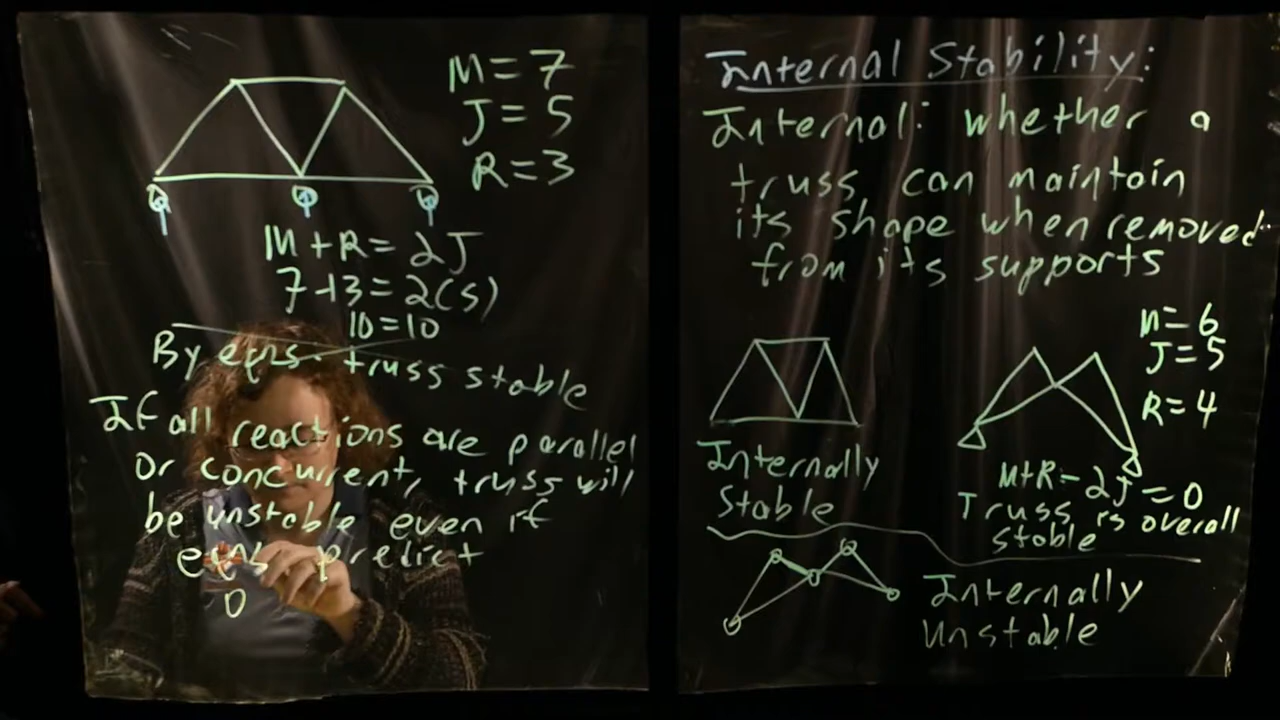 M = 7
J = 5
R = 3
M + R = 2J
7 + 3 = 2(5)
10 = 10
By eqns. truss stable
If all reactions are parallel
or concurrent, truss will
be unstable even if
eqns predict
Internal Stability:
Internal: whether a
truss can maintain
its shape when removed
from its supports
Internally
Stable
M = 6
J = 5
R = 4
M+R - 2J = 0
Truss is overall
stable
Internally
Unstable